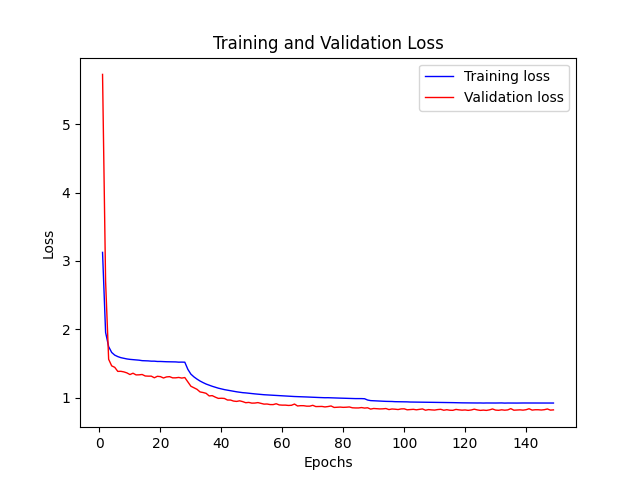 Training and Validation Loss
Training loss
Validation loss
5
4
3
2
1
Loss
0 20 40 60 80 100 120 140
Epochs